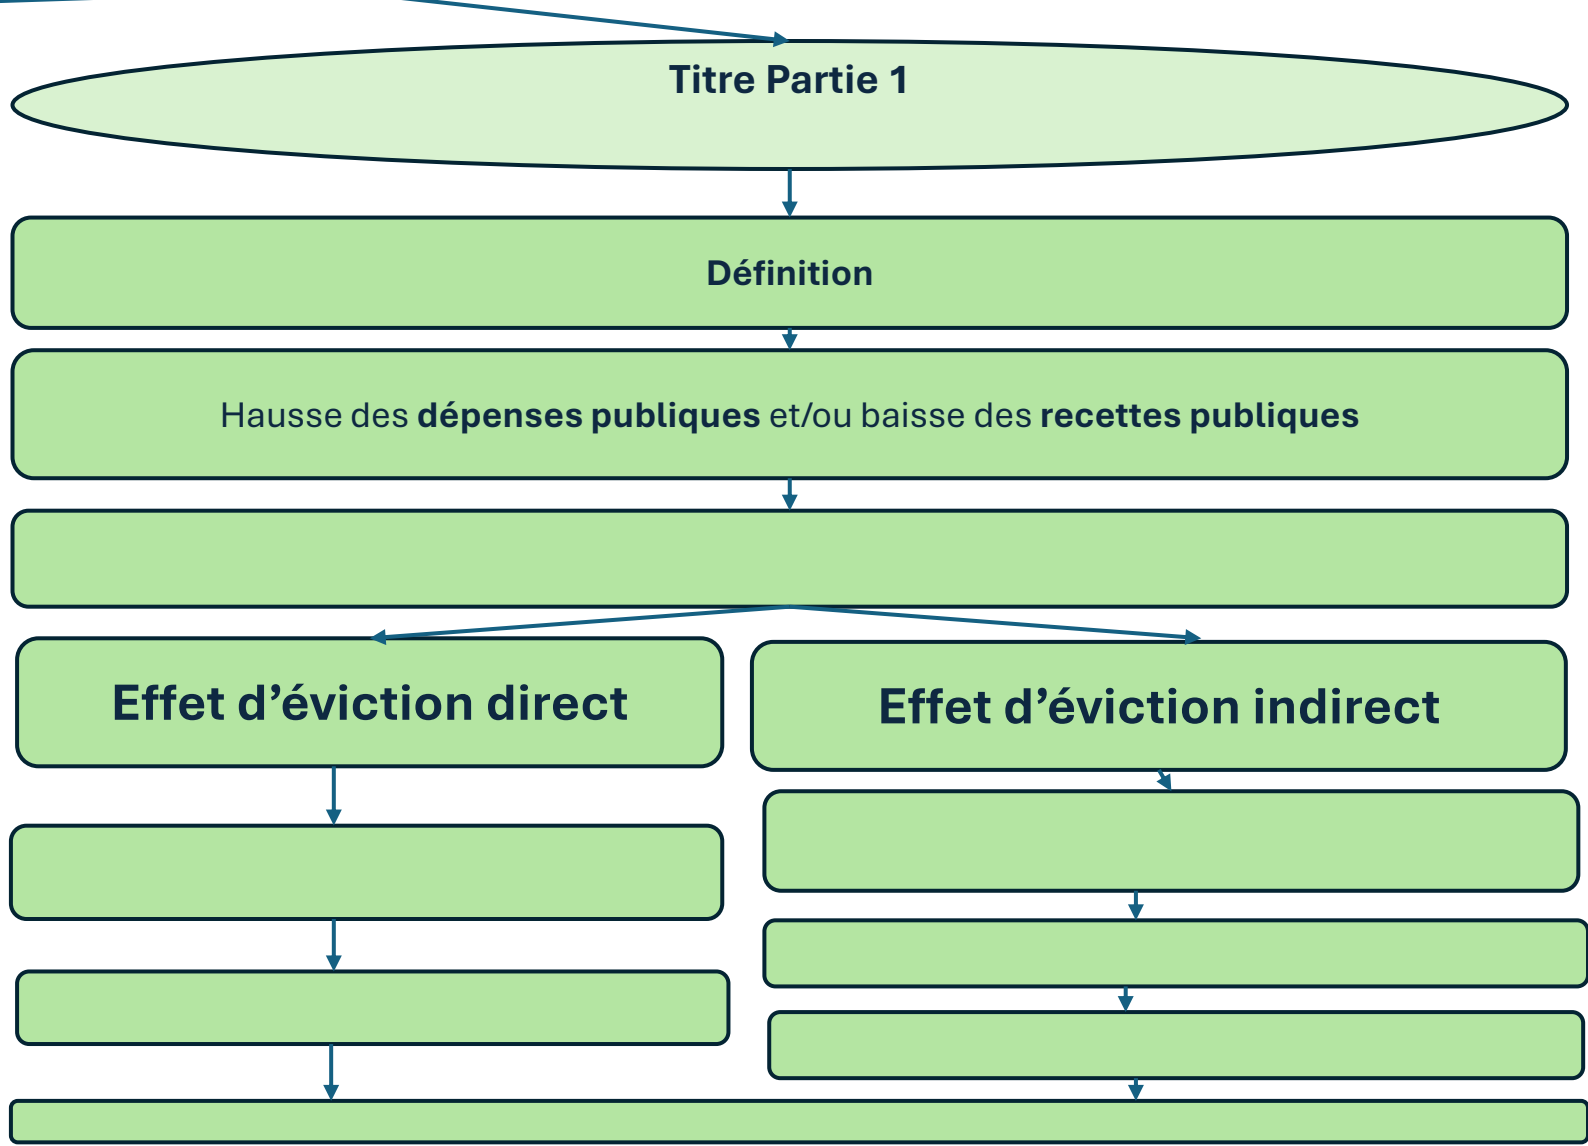 Titre Partie 1
Définition
Hausse des dépenses publiques et/ou baisse des recettes publiques
Effet d’éviction direct
Effet d’éviction indirect